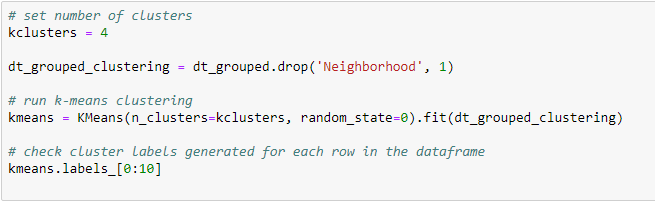 # set number of clusters
kclusters = 4
dt_grouped_clustering = dt_grouped.drop('Neighborhood', 1)
# run k-means clustering
kmeans = KMeans(n_clusters=kclusters, random_state=0).fit(dt_grouped_clustering)
# check cluster labels generated for each row in the dataframe
kmeans.labels_[0:10]